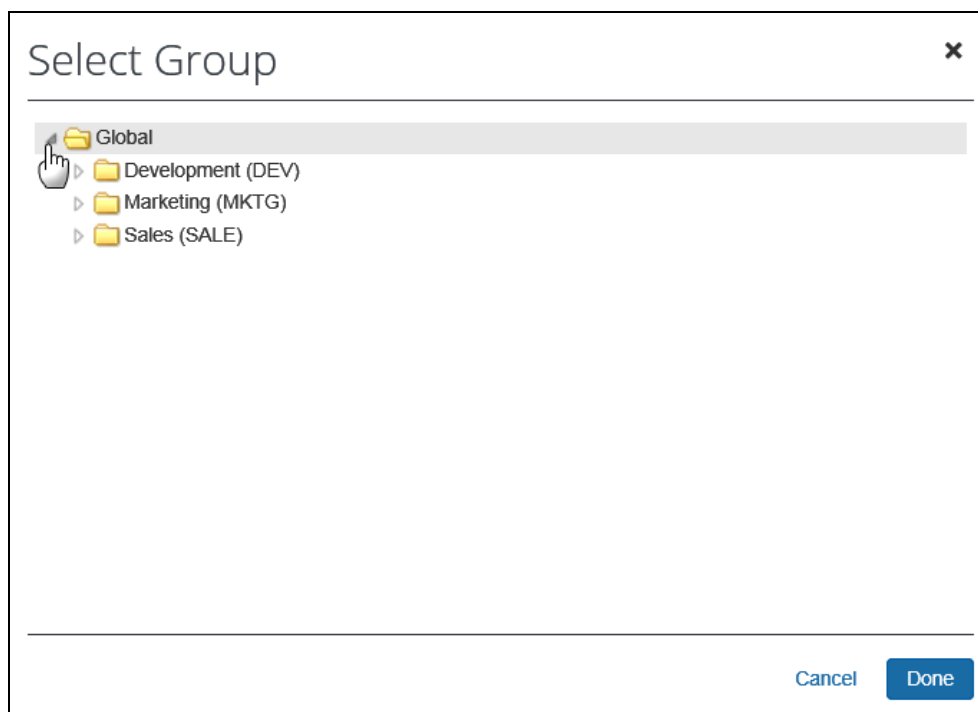 Select Group
Global
Development (DEV)
Marketing (MKTG)
Sales (SALE)
Cancel
Done